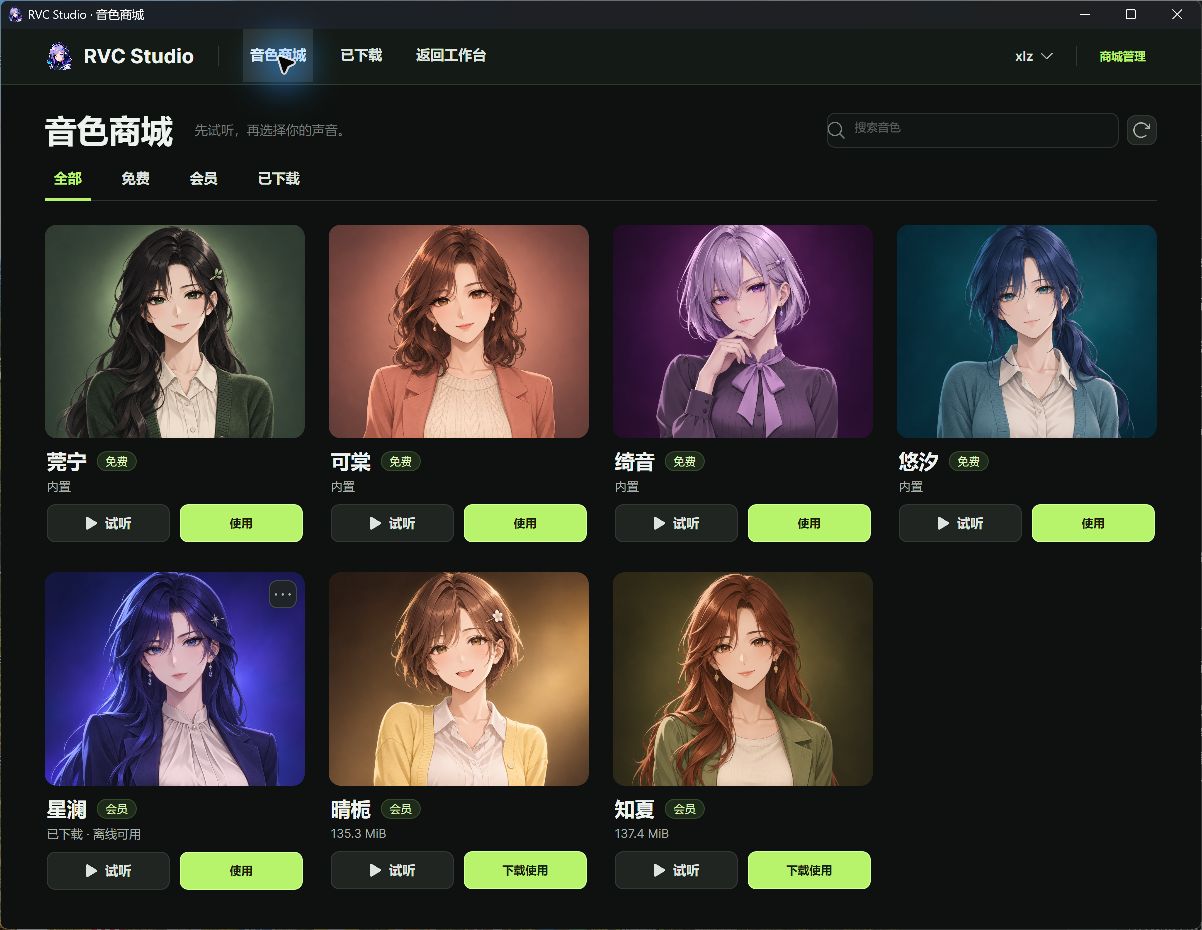 RVC Studio · 音色商城
RVC Studio 音色商城 已下载 返回工作台 xlz 商城管理
音色商城 先试听，再选择你的声音。 搜索音色
全部 免费 会员 已下载
莞宁 免费 可棠 免费 绮音 免费 悠汐 免费
内置 内置 内置 内置
试听 使用 试听 使用 试听 使用 试听 使用
星澜 会员 晴栀 会员 知夏 会员
已下载 · 离线可用 135.3 MiB 137.4 MiB
试听 使用 试听 下载使用 试听 下载使用